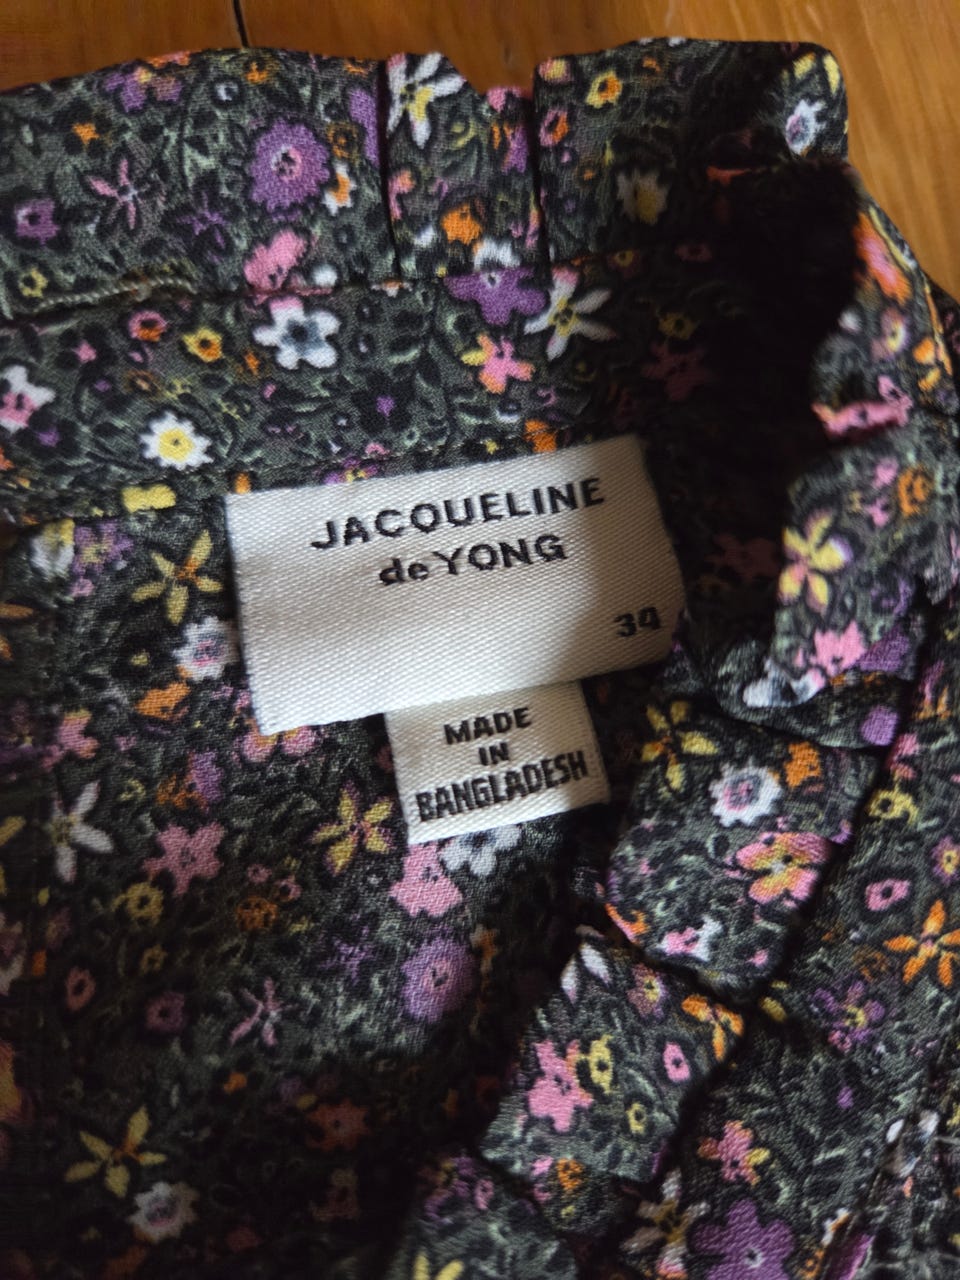 JACQUELINE
de YONG
34
MADE
IN
BANGLADESH